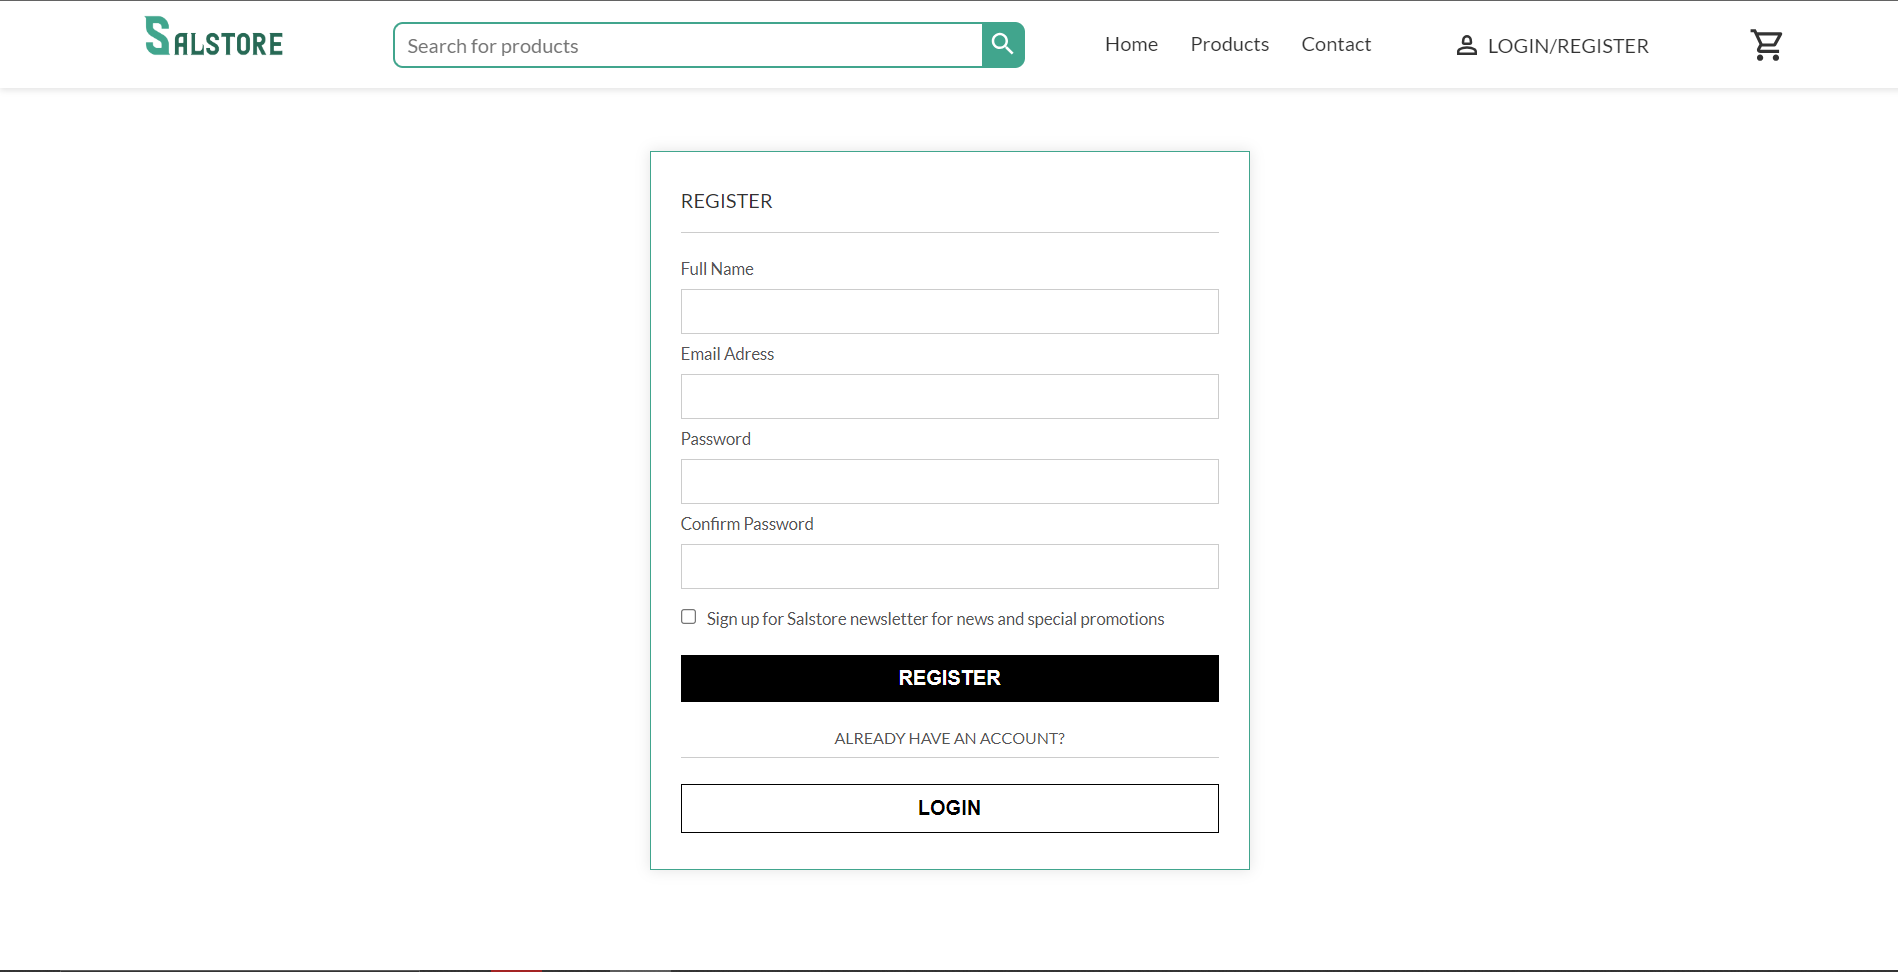 SALSTORE
Search for products
Home
Products
Contact
LOGIN/REGISTER
REGISTER
Full Name
Email Adress
Password
Confirm Password
Sign up for Salstore newsletter for news and special promotions
REGISTER
ALREADY HAVE AN ACCOUNT?
LOGIN